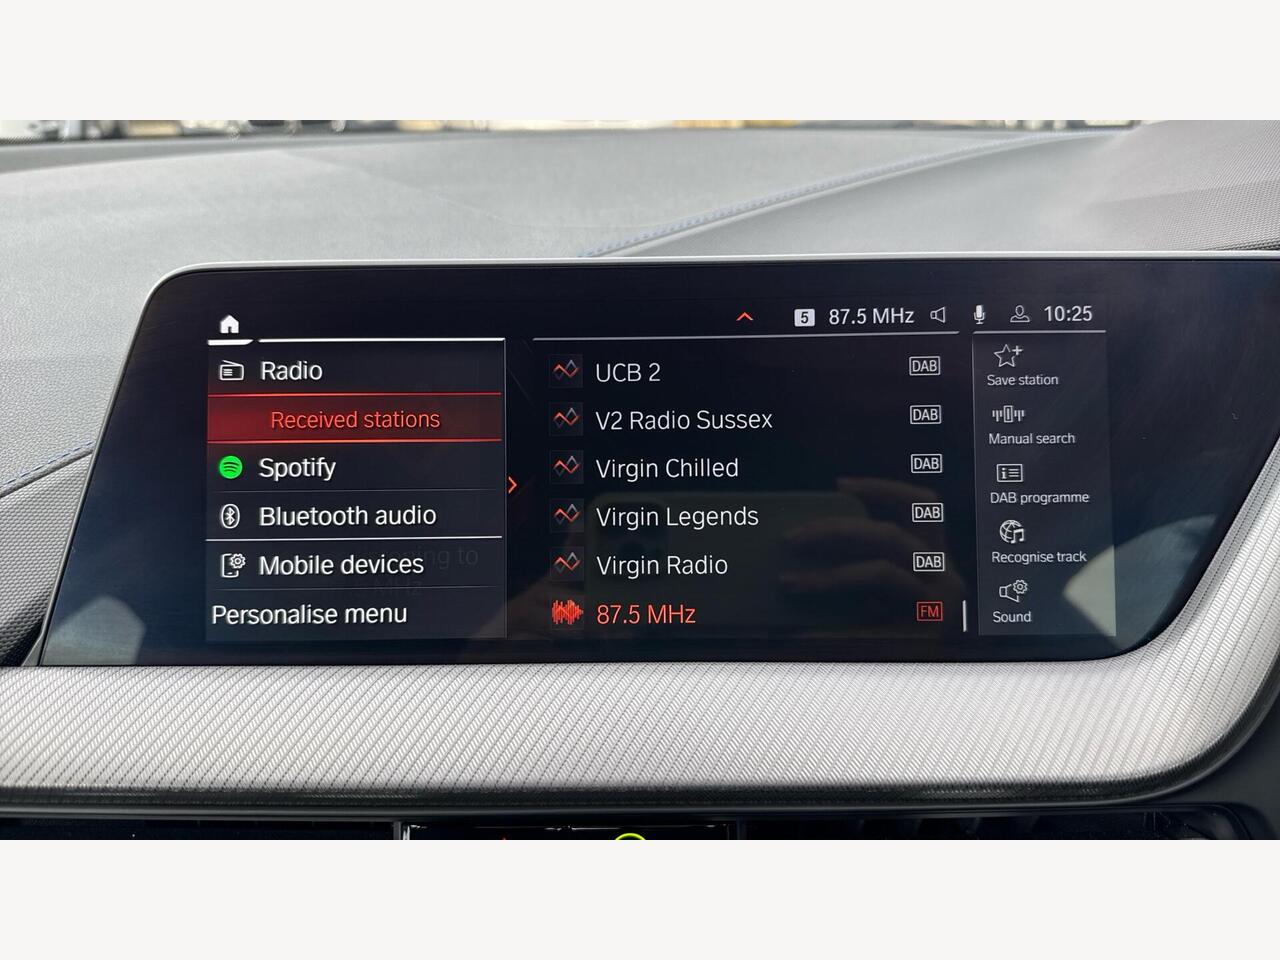 5 87.5 MHz 10:25
Radio
Received stations
Spotify
Bluetooth audio
Mobile devices
Personalise menu
UCB 2 DAB
V2 Radio Sussex DAB
Virgin Chilled DAB
Virgin Legends DAB
Virgin Radio DAB
87.5 MHz FM
Save station
Manual search
DAB programme
Recognise track
Sound